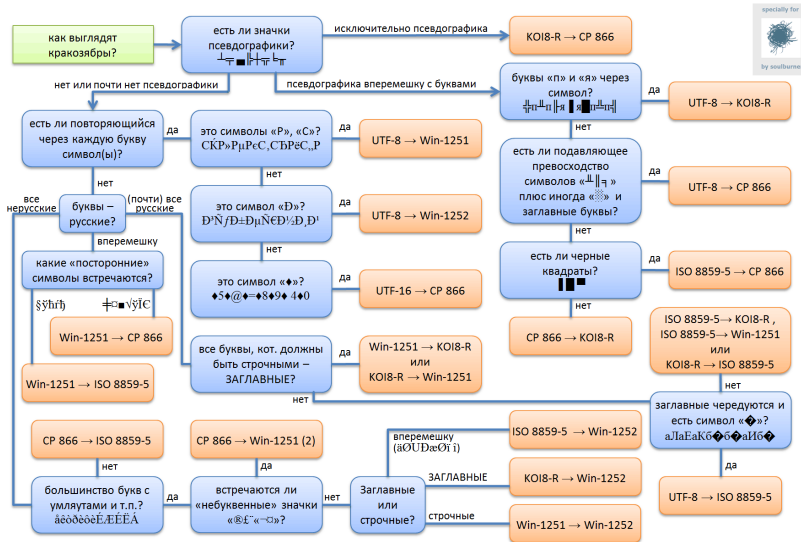 specially for
by soulburner
как выглядят
кракозябры?
есть ли значки
псевдографики?
исключительно псевдографика
KOI8-R → CP 866
нет или почти нет псевдографики
псевдографика вперемешку с буквами
буквы «п» и «я» через
символ?
╬п╨п╟я▐я█п╩п╣
да
UTF-8 → KOI8-R
нет
есть ли повторяющийся
через каждую букву
символ(ы)?
да
это символы «Р», «С»?
СЌР»РµРєС‚СЂРёС„Р
да
UTF-8 → Win-1251
нет
есть ли подавляющее
превосходство
символов «╨║╕»
плюс иногда «░» и
заглавные буквы?
да
UTF-8 → CP 866
нет
все
нерусские
буквы –
русские?
(почти) все
русские
нет
это символ «Ð»?
да
UTF-8 → Win-1252
нет
вперемешку
какие «посторонние»
символы встречаются?
§ўћґђ
╪¤■√ўЇЄ
это символ «♦»?
♦5♦@♦=♦8♦9♦ 4♦0
да
UTF-16 → CP 866
есть ли черные
квадраты?
▌█▀
да
ISO 8859-5 → CP 866
нет
Win-1251 → CP 866
CP 866 → KOI8-R
ISO 8859-5→ KOI8-R ,
ISO 8859-5→ Win-1251
или
KOI8-R → ISO 8859-5
Win-1251 → ISO 8859-5
все буквы, кот. должны
быть строчными –
ЗАГЛАВНЫЕ?
да
Win-1251 → KOI8-R
или
KOI8-R → Win-1251
нет
нет
заглавные чередуются и
есть символ «�»?
аЛаЕаКб�б�аИб�
да
UTF-8 → ISO 8859-5
CP 866 → ISO 8859-5
CP 866 → Win-1251 (2)
вперемешку
(äØUÐæØï î)
ISO 8859-5 → Win-1252
нет
да
большинство букв с
умляутами и т.п.?
åèòðèôèÉÆÉËÁ
да
встречаются ли
«небуквенные» значки
«®£¨«¬¤»?
нет
Заглавные
или
строчные?
ЗАГЛАВНЫЕ
KOI8-R → Win-1252
строчные
Win-1251 → Win-1252